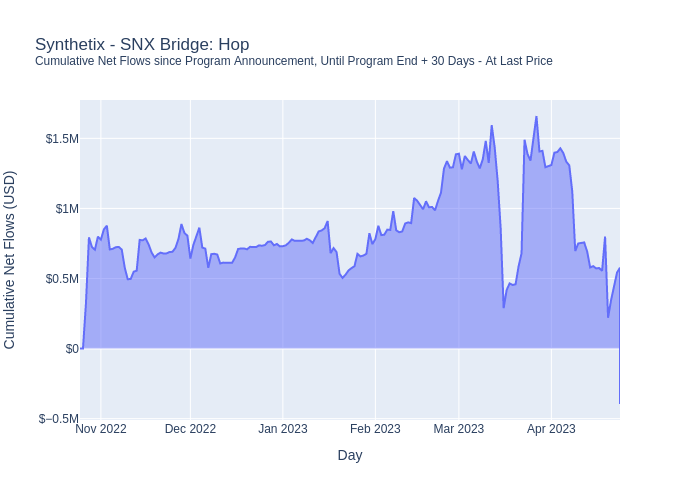 Synthetix - SNX Bridge: Hop
Cumulative Net Flows since Program Announcement, Until Program End + 30 Days - At Last Price
Cumulative Net Flows (USD)
$1.5M
$1M
$0.5M
$0
$−0.5M
Nov 2022
Dec 2022
Jan 2023
Feb 2023
Mar 2023
Apr 2023
Day